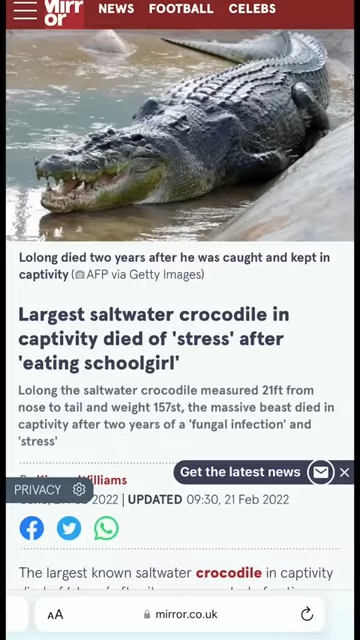 Mirror
NEWS FOOTBALL CELEBS
Lolong died two years after he was caught and kept in
captivity (AFP via Getty Images)
Largest saltwater crocodile in
captivity died of 'stress' after
'eating schoolgirl'
Lolong the saltwater crocodile measured 21ft from
nose to tail and weight 157st, the massive beast died in
captivity after two years of a 'fungal infection' and
'stress'
Get the latest news
Williams
PRIVACY
2022 | UPDATED 09:30, 21 Feb 2022
The largest known saltwater crocodile in captivity
AA mirror.co.uk